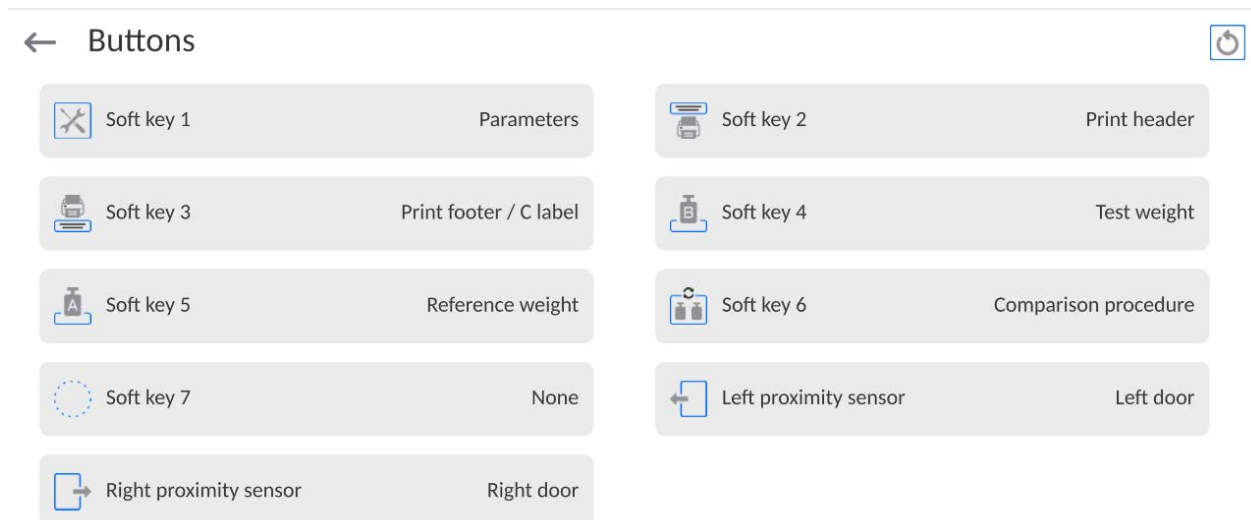 Buttons
Soft key 1 Parameters
Soft key 2 Print header
Soft key 3 Print footer / C label
B Soft key 4 Test weight
A Soft key 5 Reference weight
Soft key 6 Comparison procedure
Soft key 7 None
Left proximity sensor Left door
Right proximity sensor Right door